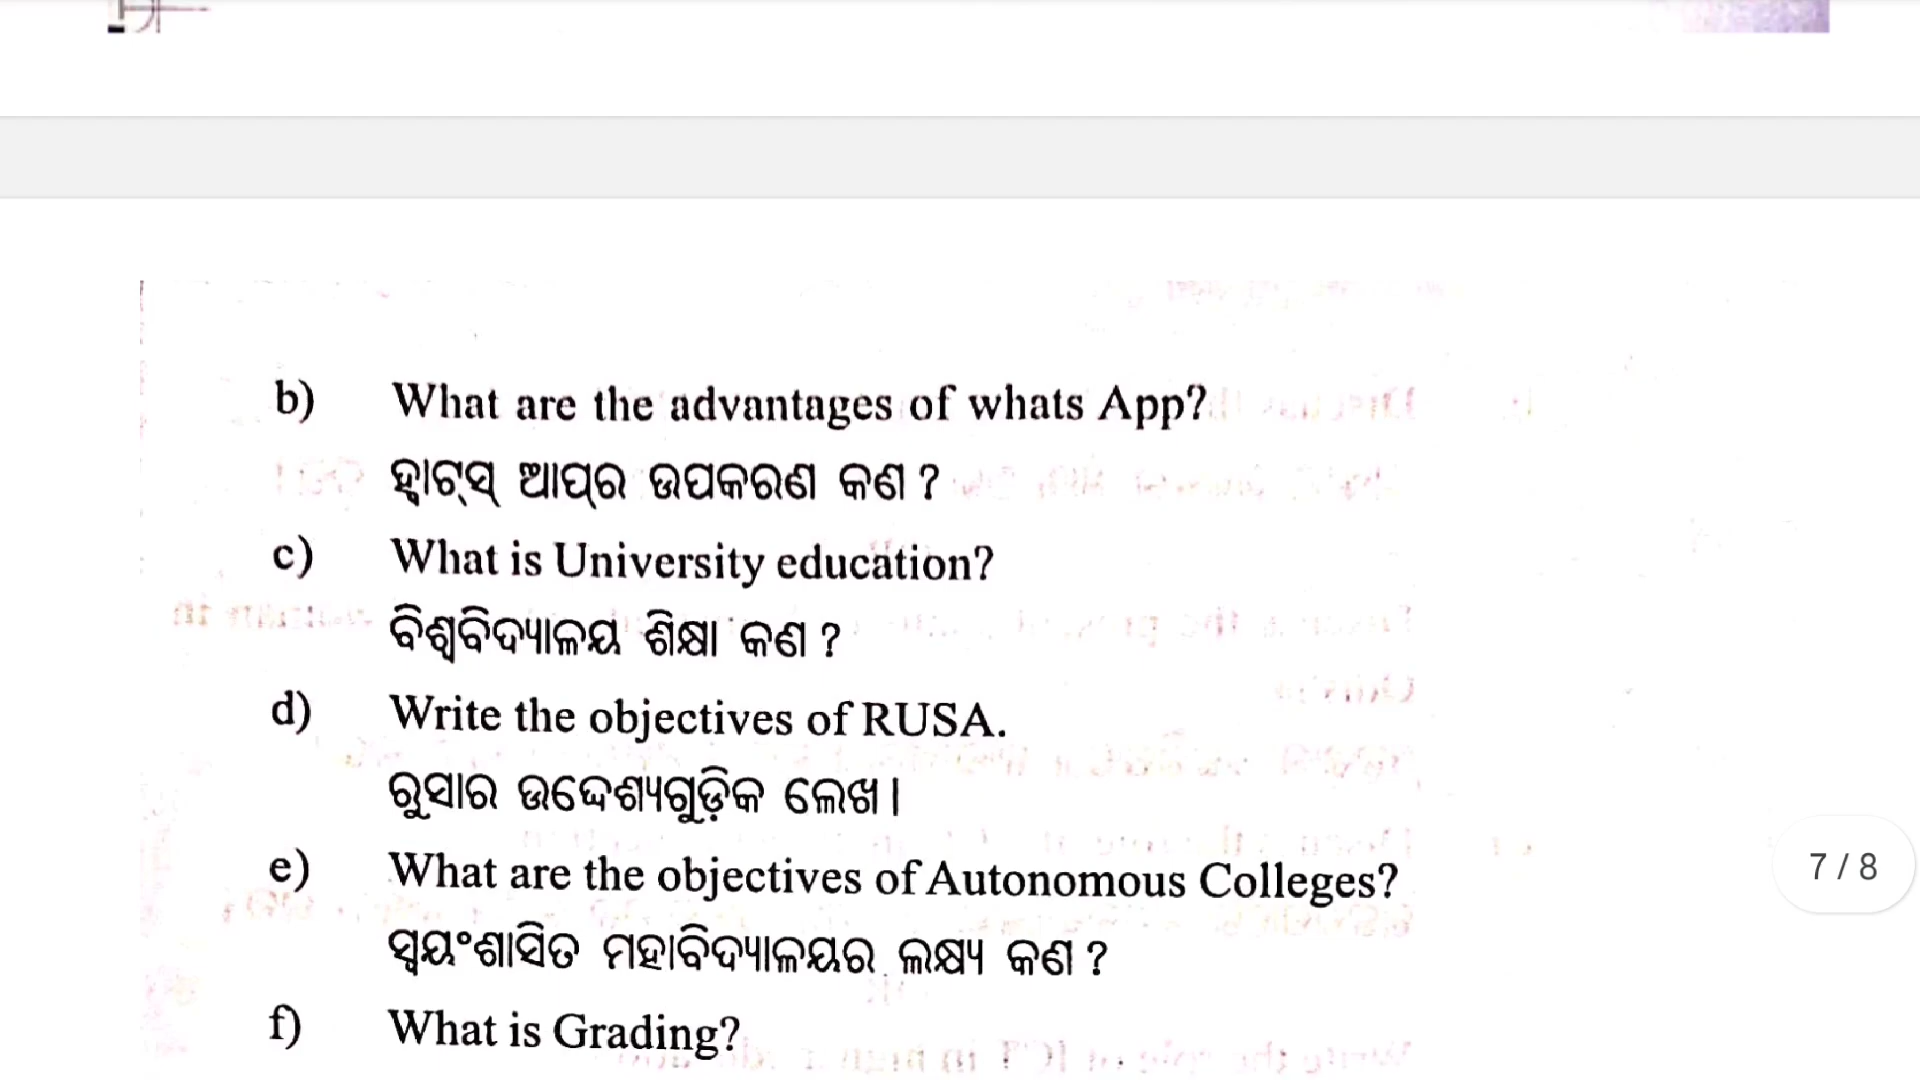 b) What are the advantages of whats App?
ହ୍ୱାଟ୍‌ସ୍ ଆପ୍‌ର ଉପକରଣ କଣ ?
c) What is University education?
ବିଶ୍ୱବିଦ୍ୟାଳୟ ଶିକ୍ଷା କଣ ?
d) Write the objectives of RUSA.
ରୁସାର ଉଦ୍ଦେଶ୍ୟଗୁଡ଼ିକ ଲେଖ।
e) What are the objectives of Autonomous Colleges?
ସ୍ୱୟଂଶାସିତ ମହାବିଦ୍ୟାଳୟର ଲକ୍ଷ୍ୟ କଣ ?
7 / 8
f) What is Grading?